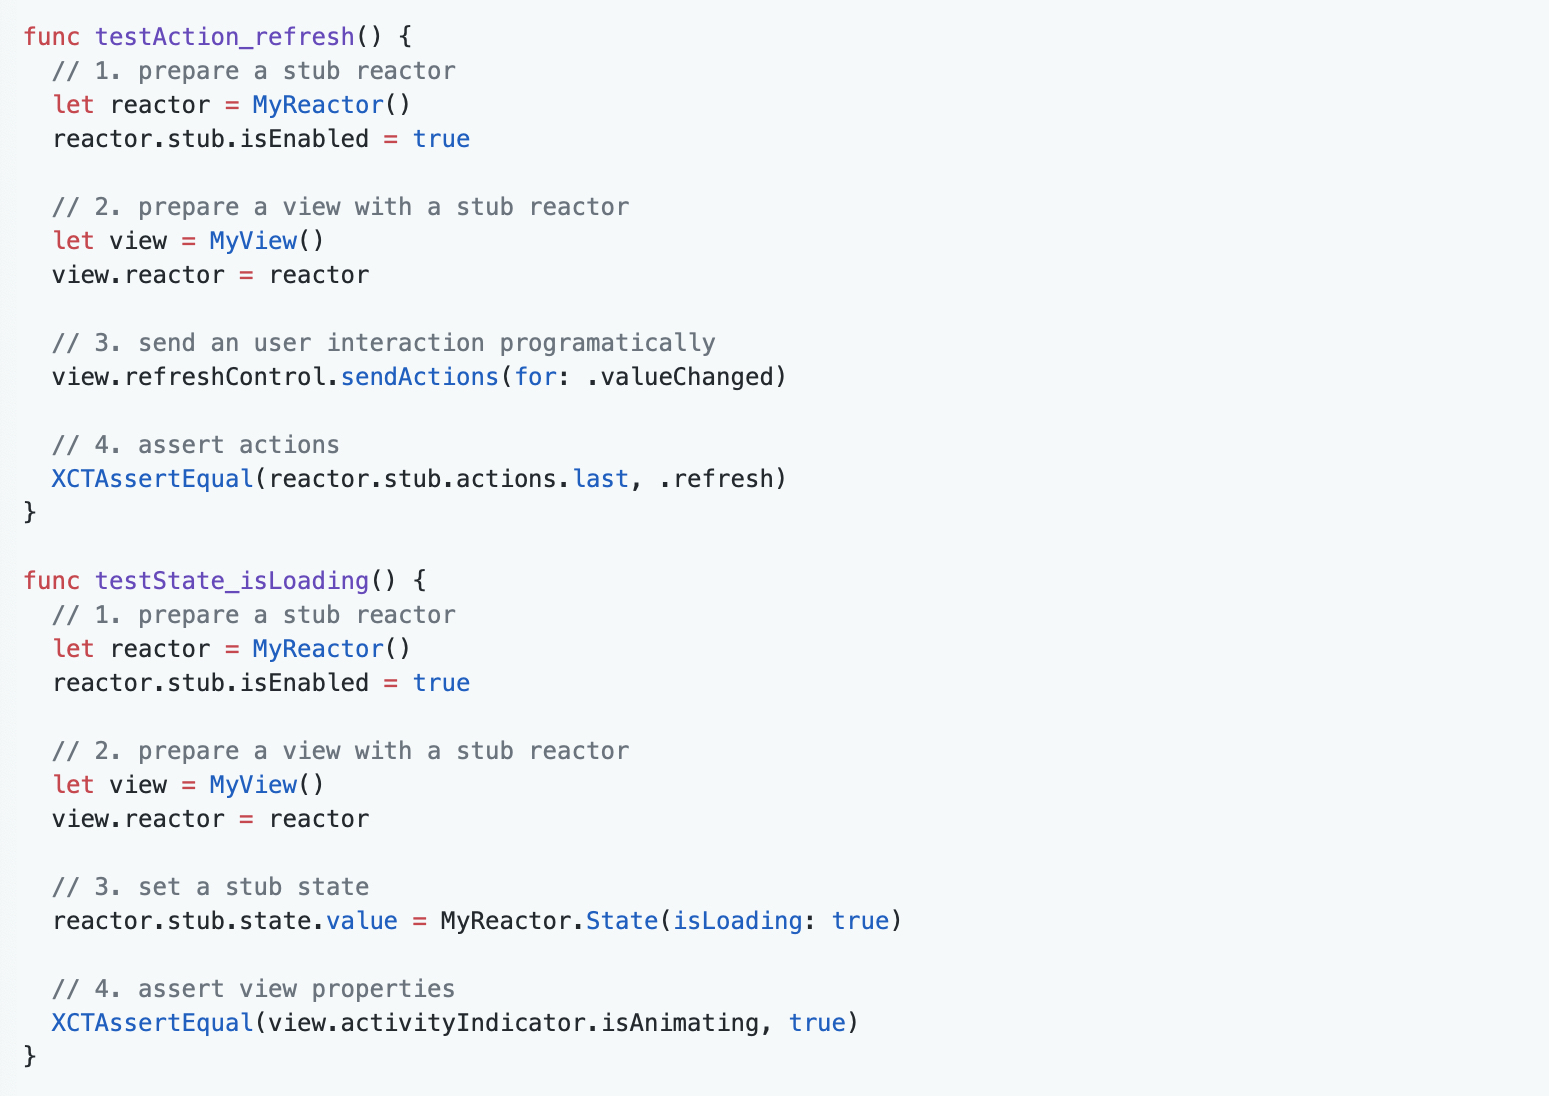 func testAction_refresh() {
  // 1. prepare a stub reactor
  let reactor = MyReactor()
  reactor.stub.isEnabled = true

  // 2. prepare a view with a stub reactor
  let view = MyView()
  view.reactor = reactor

  // 3. send an user interaction programatically
  view.refreshControl.sendActions(for: .valueChanged)

  // 4. assert actions
  XCTAssertEqual(reactor.stub.actions.last, .refresh)
}

func testState_isLoading() {
  // 1. prepare a stub reactor
  let reactor = MyReactor()
  reactor.stub.isEnabled = true

  // 2. prepare a view with a stub reactor
  let view = MyView()
  view.reactor = reactor

  // 3. set a stub state
  reactor.stub.state.value = MyReactor.State(isLoading: true)

  // 4. assert view properties
  XCTAssertEqual(view.activityIndicator.isAnimating, true)
}